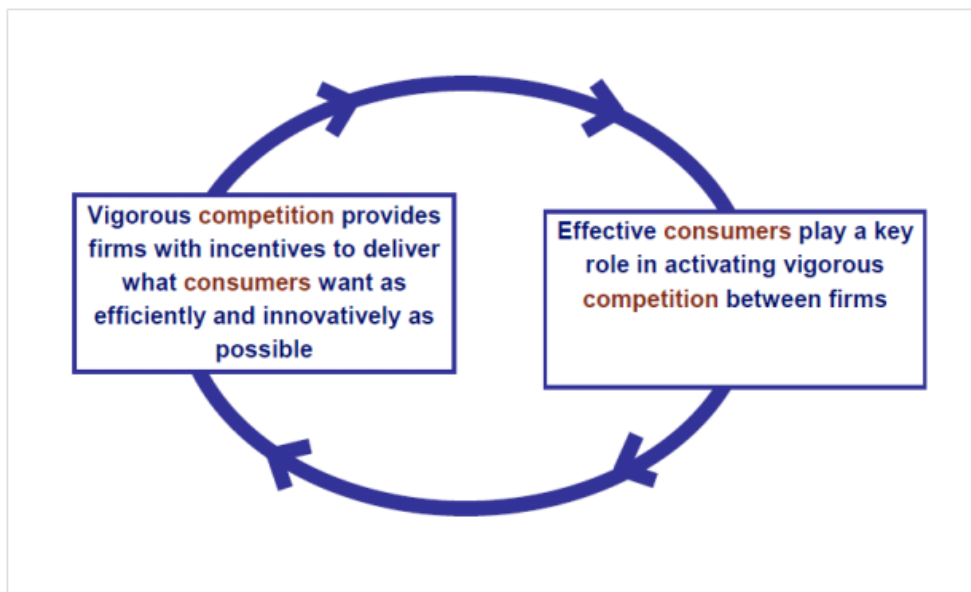 Vigorous competition provides
firms with incentives to deliver
what consumers want as
efficiently and innovatively as
possible
Effective consumers play a key
role in activating vigorous
competition between firms